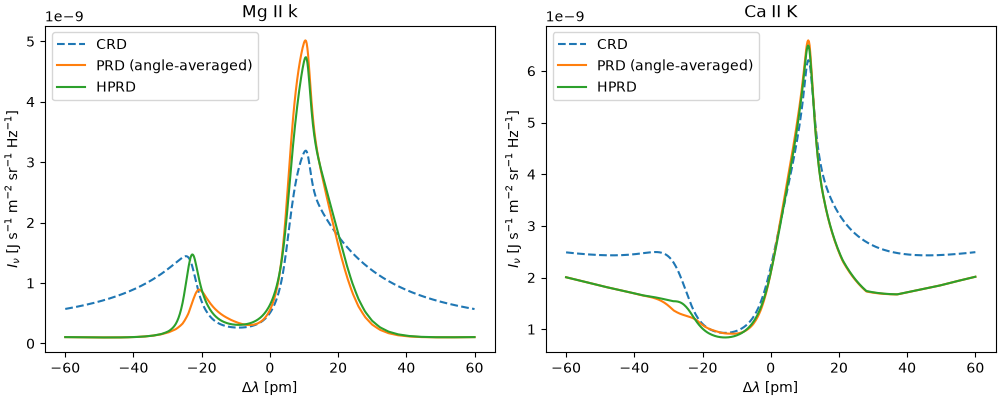 Mg II k
1e−9
CRD
PRD (angle-averaged)
HPRD
5
4
3
2
1
0
−60 −40 −20 0 20 40 60
Δλ [pm]
Iν [J s⁻¹ m⁻² sr⁻¹ Hz⁻¹]
Ca II K
1e−9
CRD
PRD (angle-averaged)
HPRD
6
5
4
3
2
1
−60 −40 −20 0 20 40 60
Δλ [pm]
Iν [J s⁻¹ m⁻² sr⁻¹ Hz⁻¹]